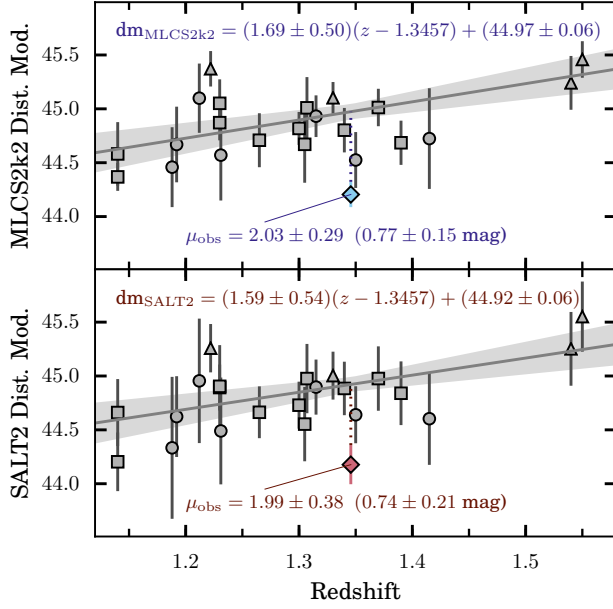 dm_MLCS2k2 = (1.69 ± 0.50)(z − 1.3457) + (44.97 ± 0.06)
MLCS2k2 Dist. Mod.
45.5
45.0
44.5
44.0
μ_obs = 2.03 ± 0.29 (0.77 ± 0.15 mag)
dm_SALT2 = (1.59 ± 0.54)(z − 1.3457) + (44.92 ± 0.06)
SALT2 Dist. Mod.
45.5
45.0
44.5
44.0
μ_obs = 1.99 ± 0.38 (0.74 ± 0.21 mag)
1.2 1.3 1.4 1.5
Redshift